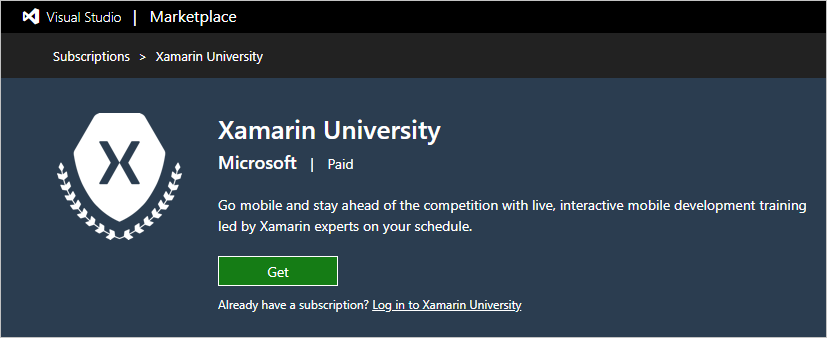 Visual Studio | Marketplace
Subscriptions > Xamarin University
X
Xamarin University
Microsoft | Paid
Go mobile and stay ahead of the competition with live, interactive mobile development training
led by Xamarin experts on your schedule.
Get
Already have a subscription? Log in to Xamarin University